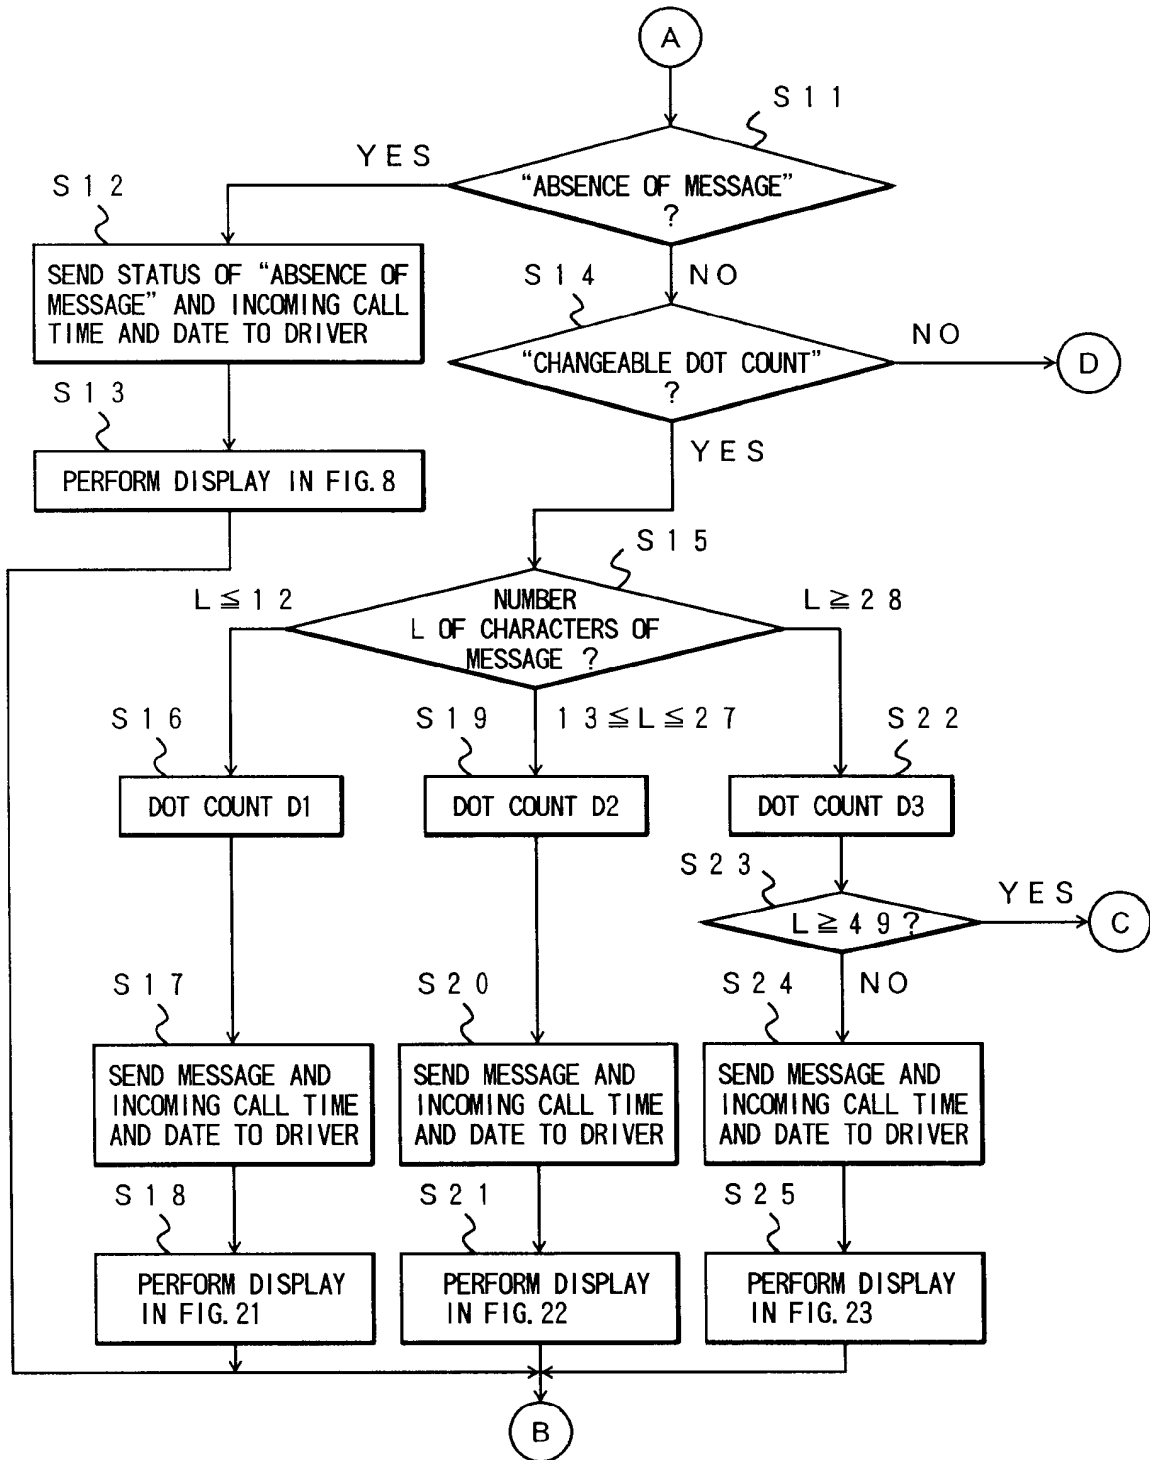 A
S11
YES
"ABSENCE OF MESSAGE"
?
S12
SEND STATUS OF "ABSENCE OF
MESSAGE" AND INCOMING CALL
TIME AND DATE TO DRIVER
NO
S14
"CHANGEABLE DOT COUNT"
?
NO
D
S13
PERFORM DISPLAY IN FIG.8
YES
S15
L≦12
NUMBER
L OF CHARACTERS OF
MESSAGE ?
L≧28
S16
S19
13≦L≦27
S22
DOT COUNT D1
DOT COUNT D2
DOT COUNT D3
S23
L≧49?
YES
C
NO
S17
SEND MESSAGE AND
INCOMING CALL TIME
AND DATE TO DRIVER
S20
SEND MESSAGE AND
INCOMING CALL TIME
AND DATE TO DRIVER
S24
SEND MESSAGE AND
INCOMING CALL TIME
AND DATE TO DRIVER
S18
PERFORM DISPLAY
IN FIG.21
S21
PERFORM DISPLAY
IN FIG.22
S25
PERFORM DISPLAY
IN FIG.23
B